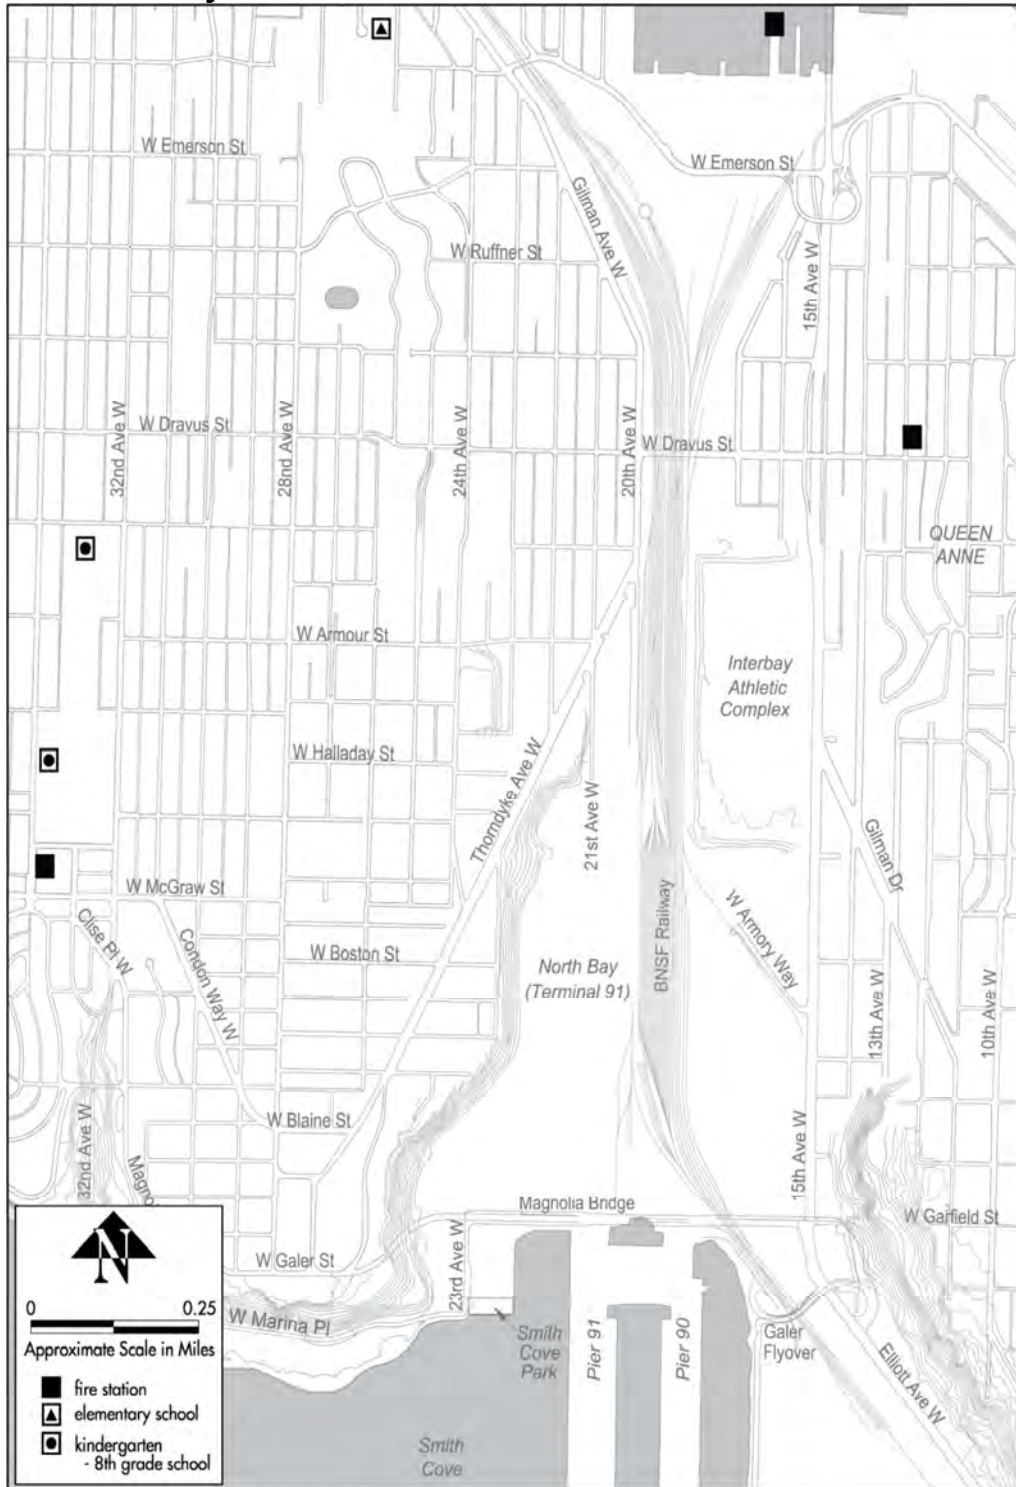 W Emerson St
W Emerson St
Gilman Ave W
W Ruffner St
15th Ave W
32nd Ave W
W Dravus St
28th Ave W
24th Ave W
20th Ave W
W Dravus St
QUEEN
ANNE
W Armour St
Interbay
Athletic
Complex
W Halladay St
Thorndyke Ave W
21st Ave W
Gilman Dr
W McGraw St
BNSF Railway
W Armory Way
Clise Pl W
Condon Way W
W Boston St
North Bay
(Terminal 91)
13th Ave W
10th Ave W
W Blaine St
32nd Ave W
15th Ave W
Magnolia Bridge
W Garfield St
W Galer St
23rd Ave W
W Marina Pl
Smith
Cove
Park
Pier 91
Pier 90
Galer
Flyover
Elliott Ave W
Smith
Cove
N
0 0.25
Approximate Scale in Miles
fire station
elementary school
kindergarten
- 8th grade school